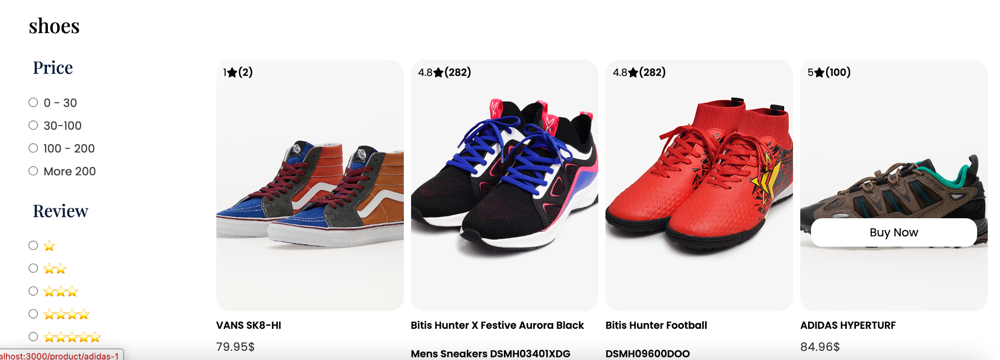 shoes
Price
0 - 30
30-100
100 - 200
More 200
Review
1★(2)
VANS SK8-HI
79.95$
4.8★(282)
Bitis Hunter X Festive Aurora Black
Mens Sneakers DSMH03401XDG
4.8★(282)
Bitis Hunter Football
DSMH09600DOO
5★(100)
Buy Now
ADIDAS HYPERTURF
84.96$
alhost:3000/product/adidas-1